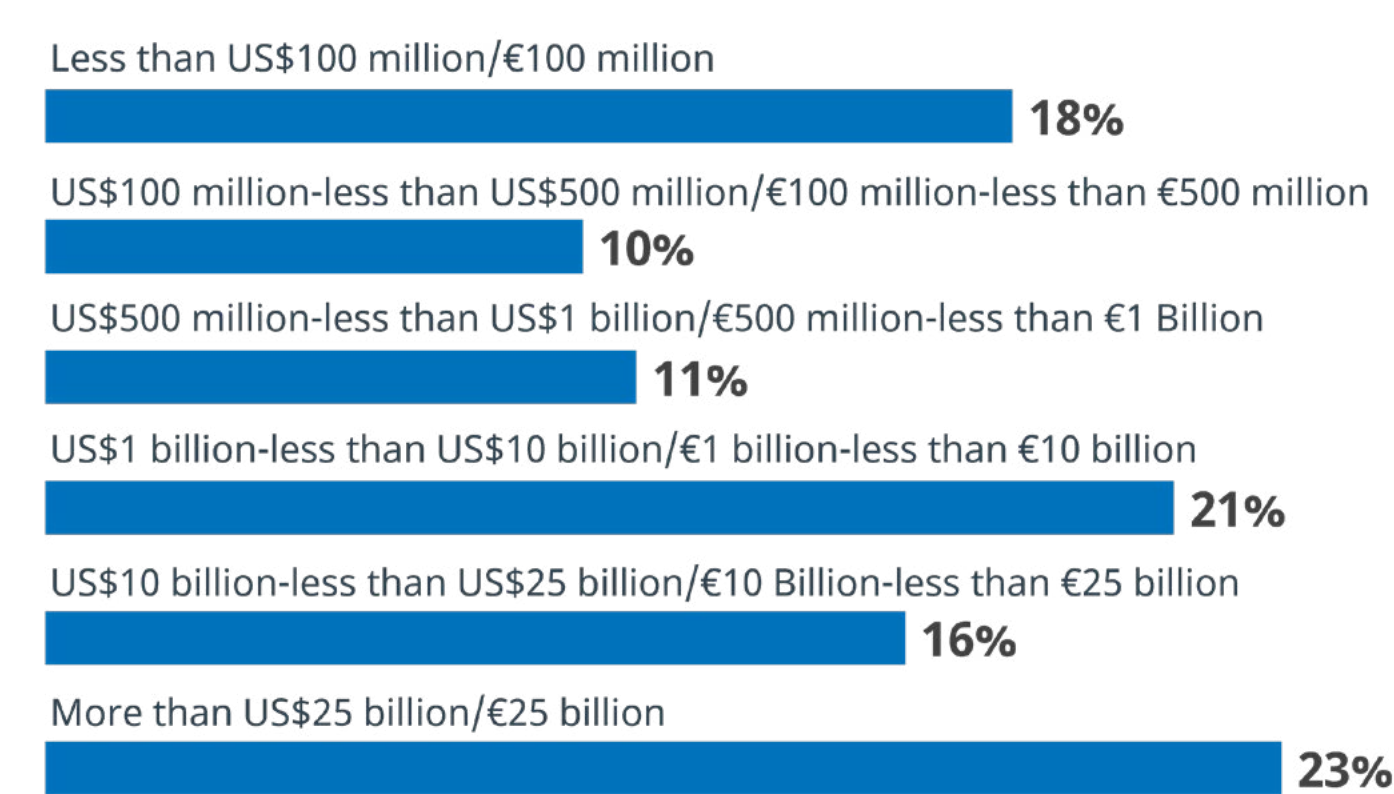 Less than US$100 million/€100 million
18%
US$100 million-less than US$500 million/€100 million-less than €500 million
10%
US$500 million-less than US$1 billion/€500 million-less than €1 Billion
11%
US$1 billion-less than US$10 billion/€1 billion-less than €10 billion
21%
US$10 billion-less than US$25 billion/€10 Billion-less than €25 billion
16%
More than US$25 billion/€25 billion
23%